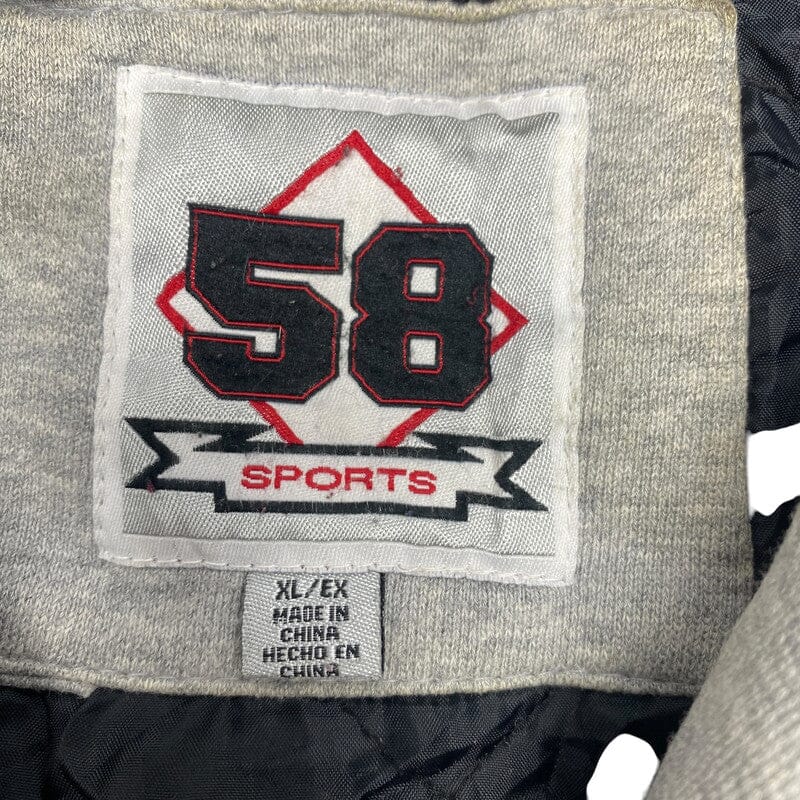 58
SPORTS
XL/EX
MADE IN
CHINA
HECHO EN
CHINA